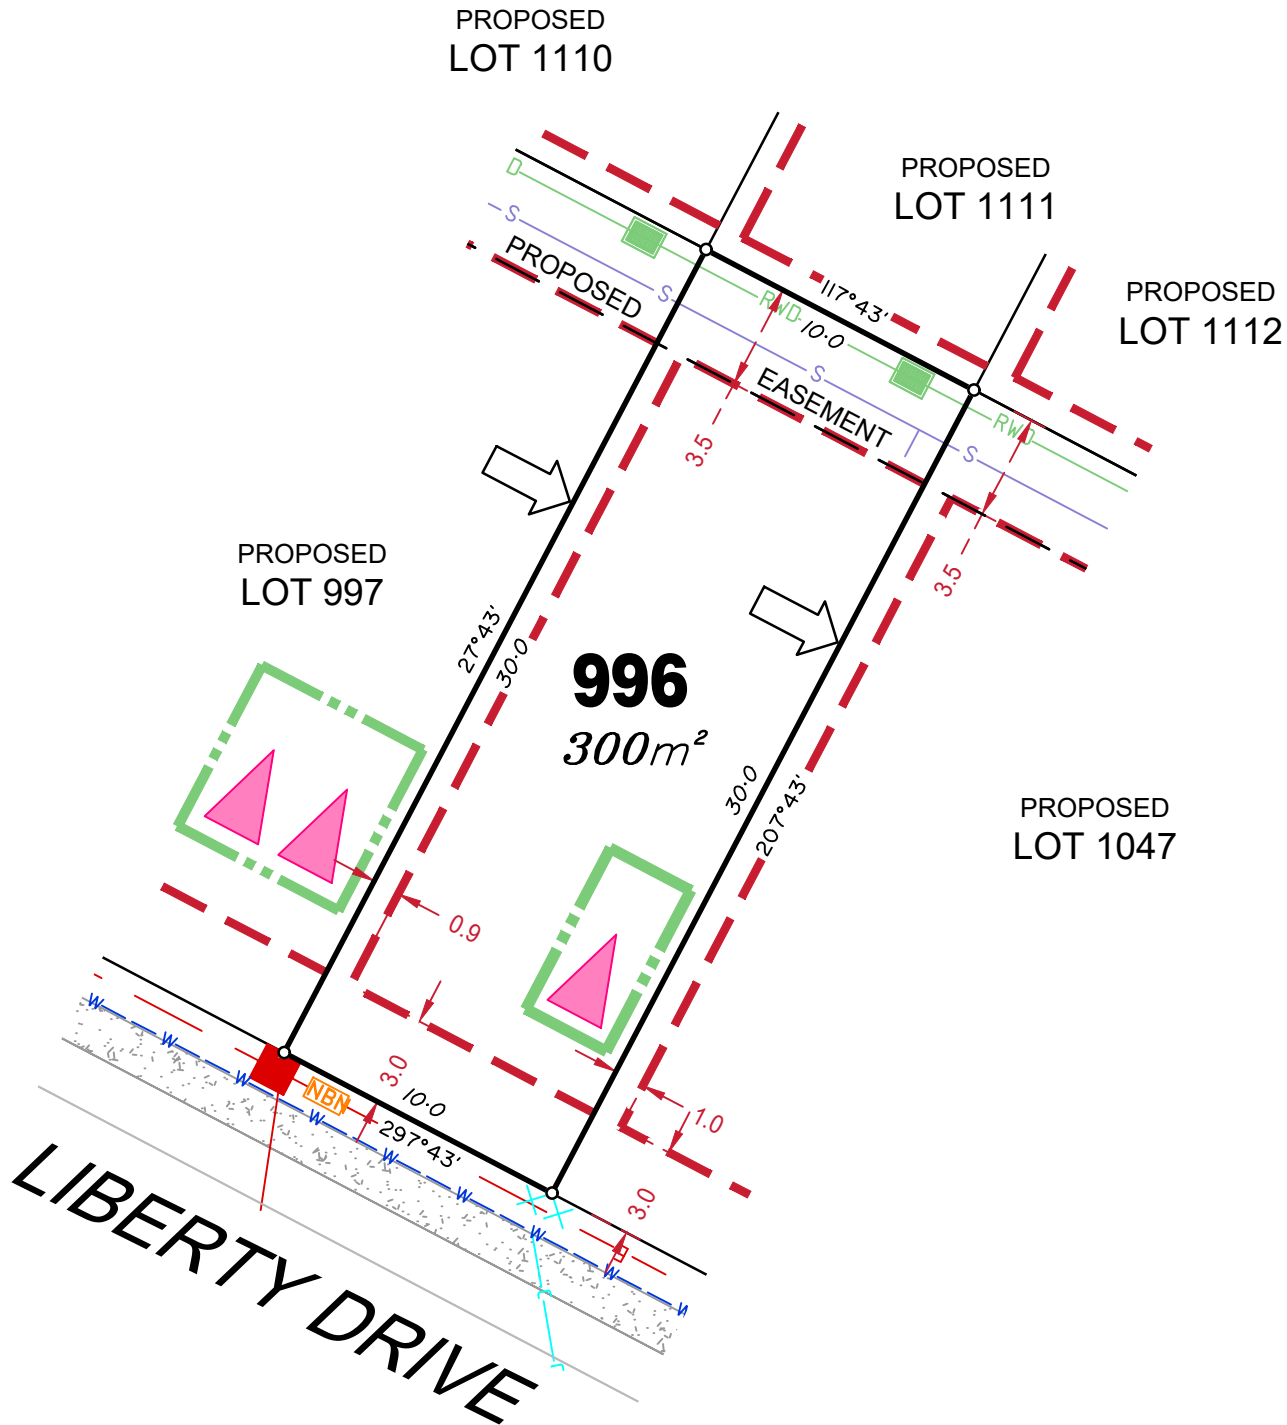 PROPOSED
LOT 1110
PROPOSED
LOT 1111
PROPOSED
LOT 1112
D
S
PROPOSED
S
RWD
117°43'
10·0
S
EASEMENT
RWD
S
3.5
3.5
PROPOSED
LOT 997
27°43'
30·0
996
300m²
30·0
207°43'
PROPOSED
LOT 1047
0.9
3.0
1.0
3.0
W
W
W
NBN
10·0
W
297°43'
W
W
W
W
W
LIBERTY DRIVE